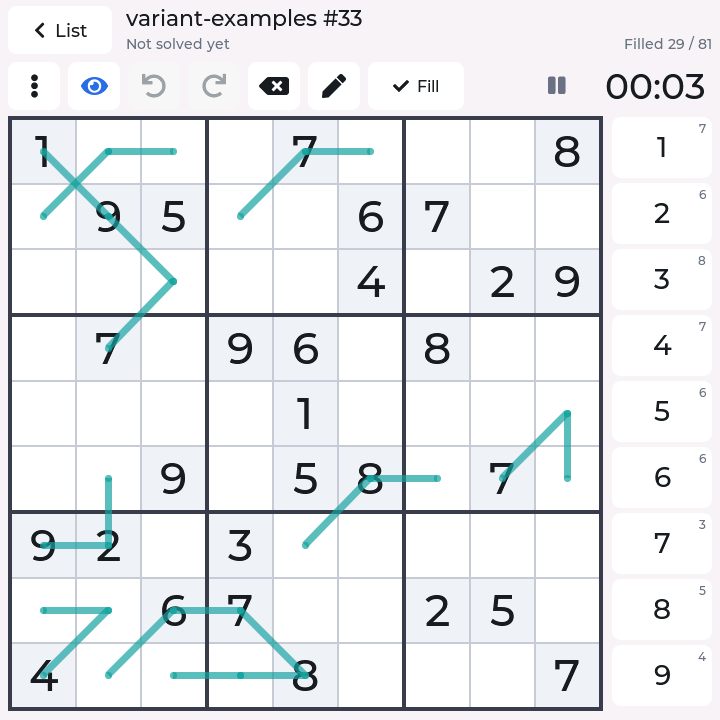 List
variant-examples #33
Not solved yet
Filled 29 / 81
Fill
00:03
1 7 8
9 5 6 7
4 2 9
7 9 6 8
1
9 5 8 7
9 2 3
6 7 2 5
4 8 7
1 7
2 6
3 8
4 7
5 6
6 6
7 3
8 5
9 4